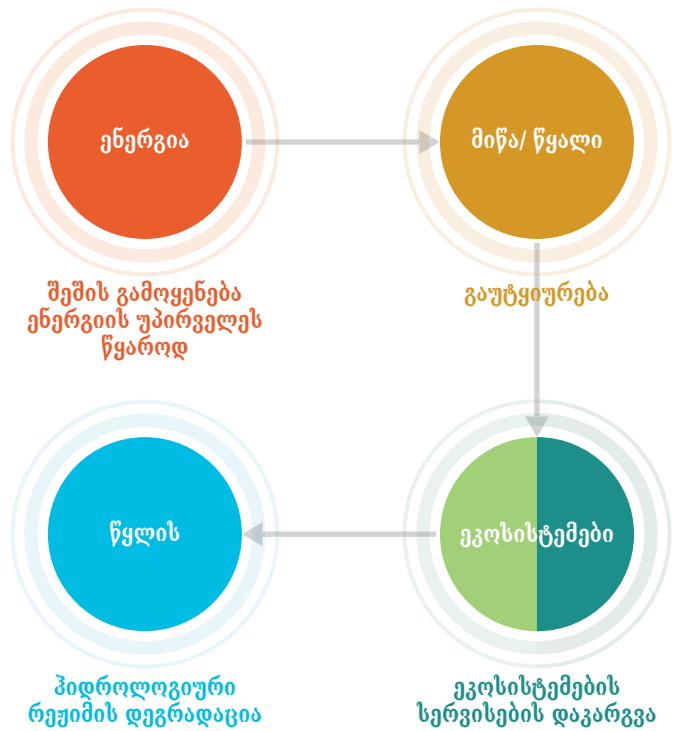 ენერგია
შეშის გამოყენება
ენერგიის უპირველეს
წყაროდ
მიწა/ წყალი
გაუტყიურება
ეკოსისტემები
ეკოსისტემების
სერვისების დაკარგვა
წყლის
ჰიდროლოგიური
რეჟიმის დეგრადაცია